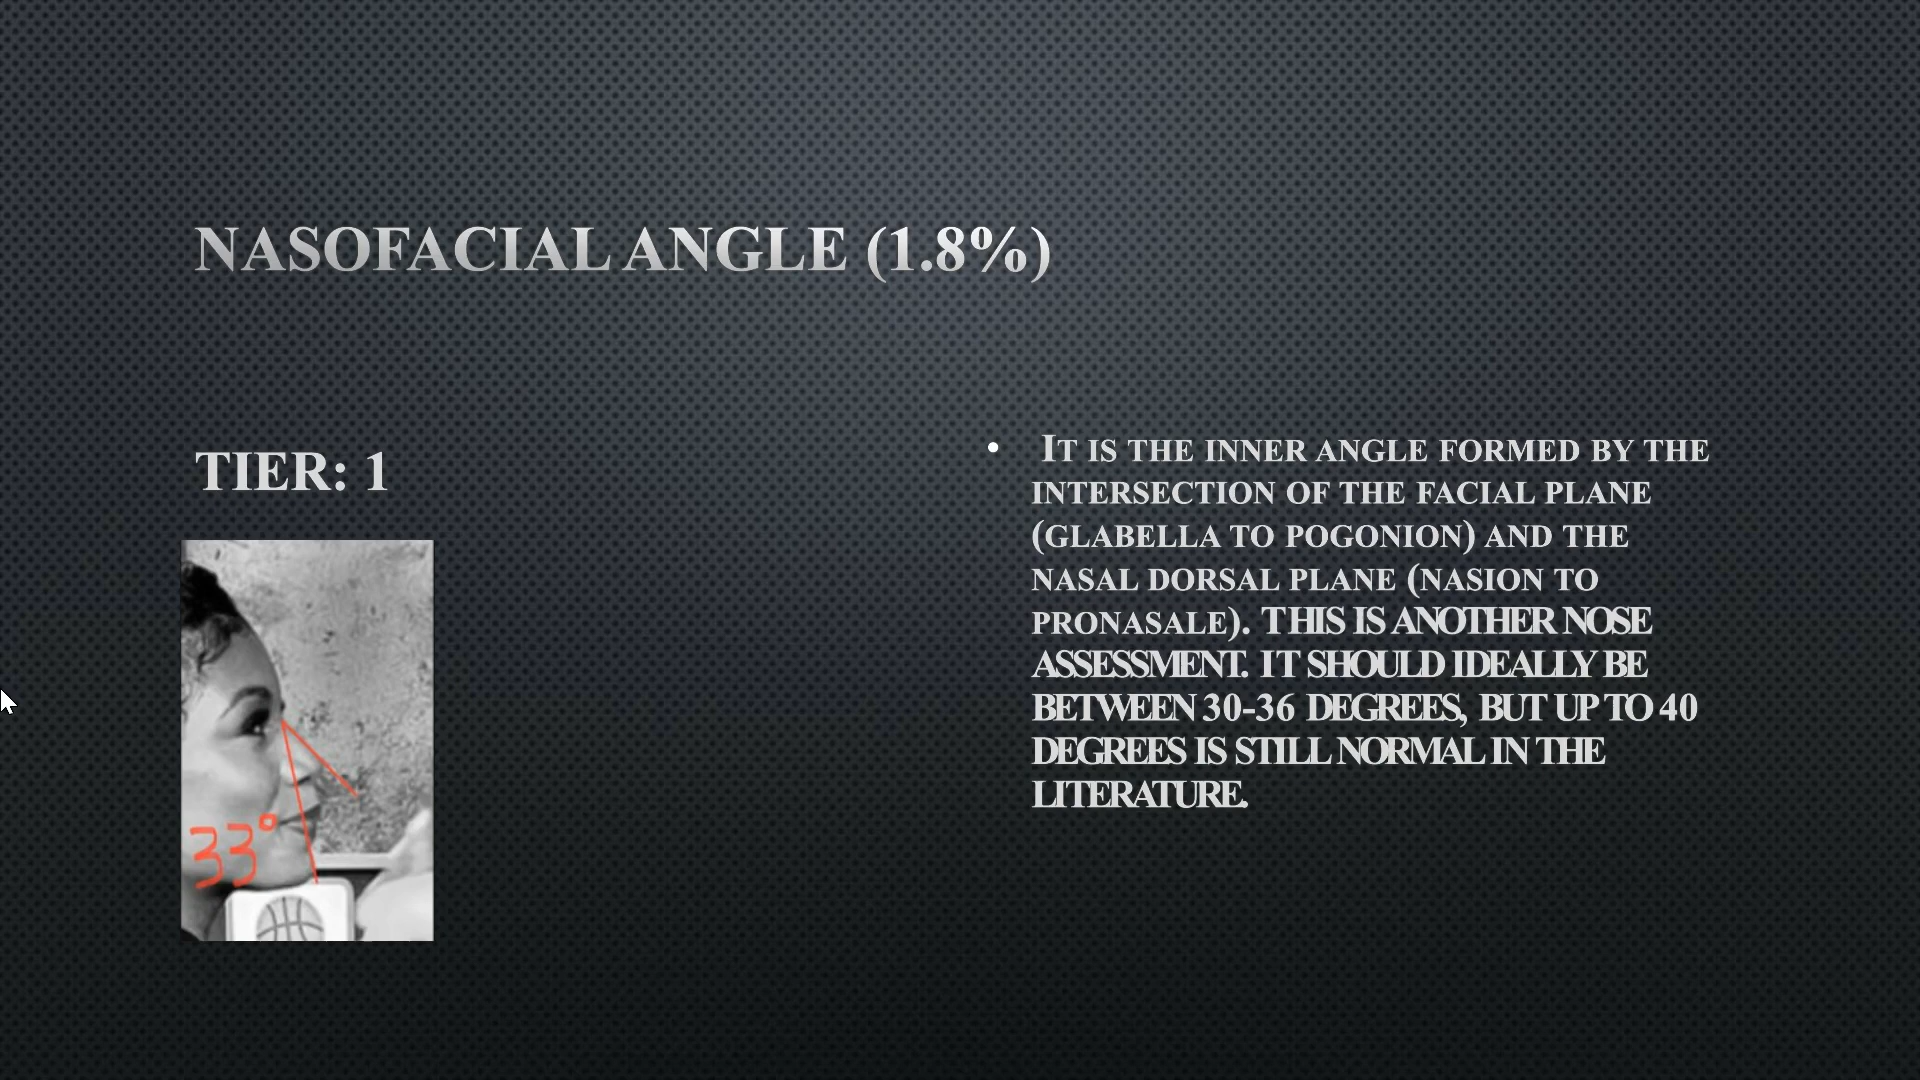 NASOFACIAL ANGLE (1.8%)
TIER: 1
33°
• IT IS THE INNER ANGLE FORMED BY THE
INTERSECTION OF THE FACIAL PLANE
(GLABELLA TO POGONION) AND THE
NASAL DORSAL PLANE (NASION TO
PRONASALE). THIS IS ANOTHER NOSE
ASSESSMENT. IT SHOULD IDEALLY BE
BETWEEN 30-36 DEGREES, BUT UP TO 40
DEGREES IS STILL NORMAL IN THE
LITERATURE.